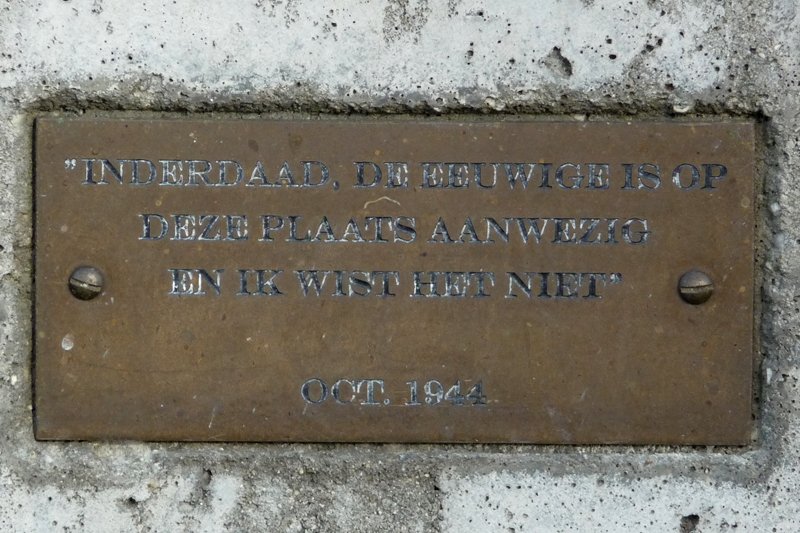 "INDERDAAD, DE EEUWIGE IS OP
DEZE PLAATS AANWEZIG
EN IK WIST HET NIET"
OCT. 1944